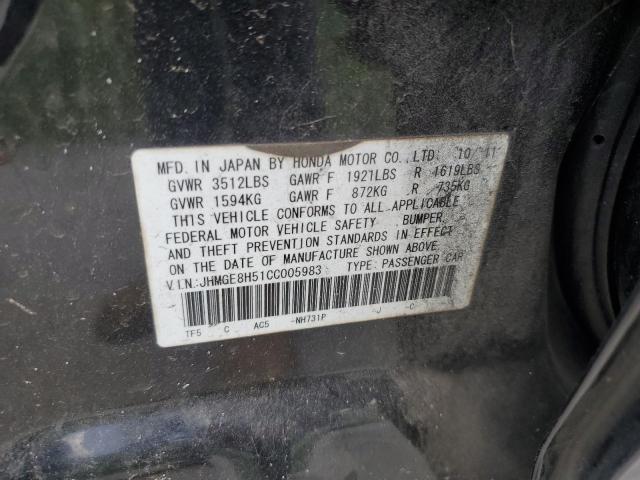 MFD. IN JAPAN BY HONDA MOTOR CO., LTD. 10/11
GVWR 3512LBS GAWR F 1921LBS R 1619LBS
GVWR 1594KG GAWR F 872KG R 735KG
THIS VEHICLE CONFORMS TO ALL APPLICABLE
FEDERAL MOTOR VEHICLE SAFETY, BUMPER,
AND THEFT PREVENTION STANDARDS IN EFFECT
ON THE DATE OF MANUFACTURE SHOWN ABOVE.
V.I.N:JHMGE8H51CC005983 TYPE: PASSENGER CAR
TF5 C AC5 -NH731P -J -C